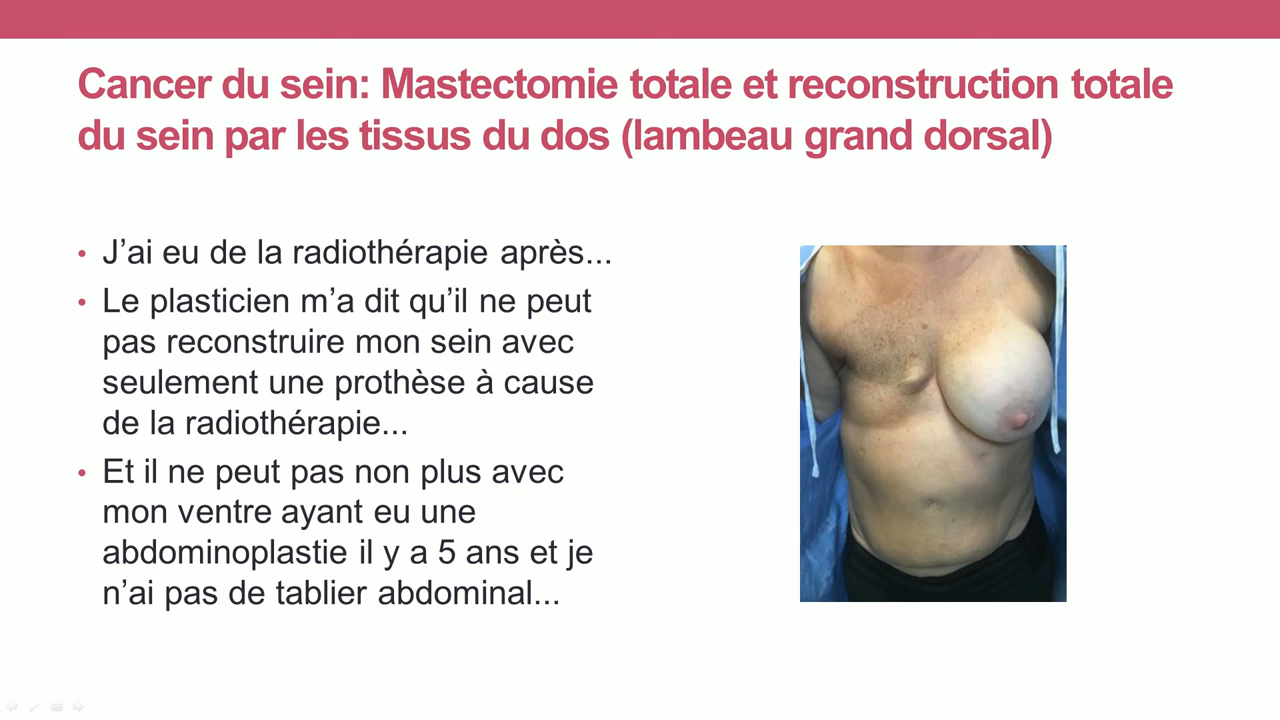 Cancer du sein: Mastectomie totale et reconstruction totale
du sein par les tissus du dos (lambeau grand dorsal)
• J’ai eu de la radiothérapie après...
• Le plasticien m’a dit qu’il ne peut
pas reconstruire mon sein avec
seulement une prothèse à cause
de la radiothérapie...
• Et il ne peut pas non plus avec
mon ventre ayant eu une
abdominoplastie il y a 5 ans et je
n’ai pas de tablier abdominal...